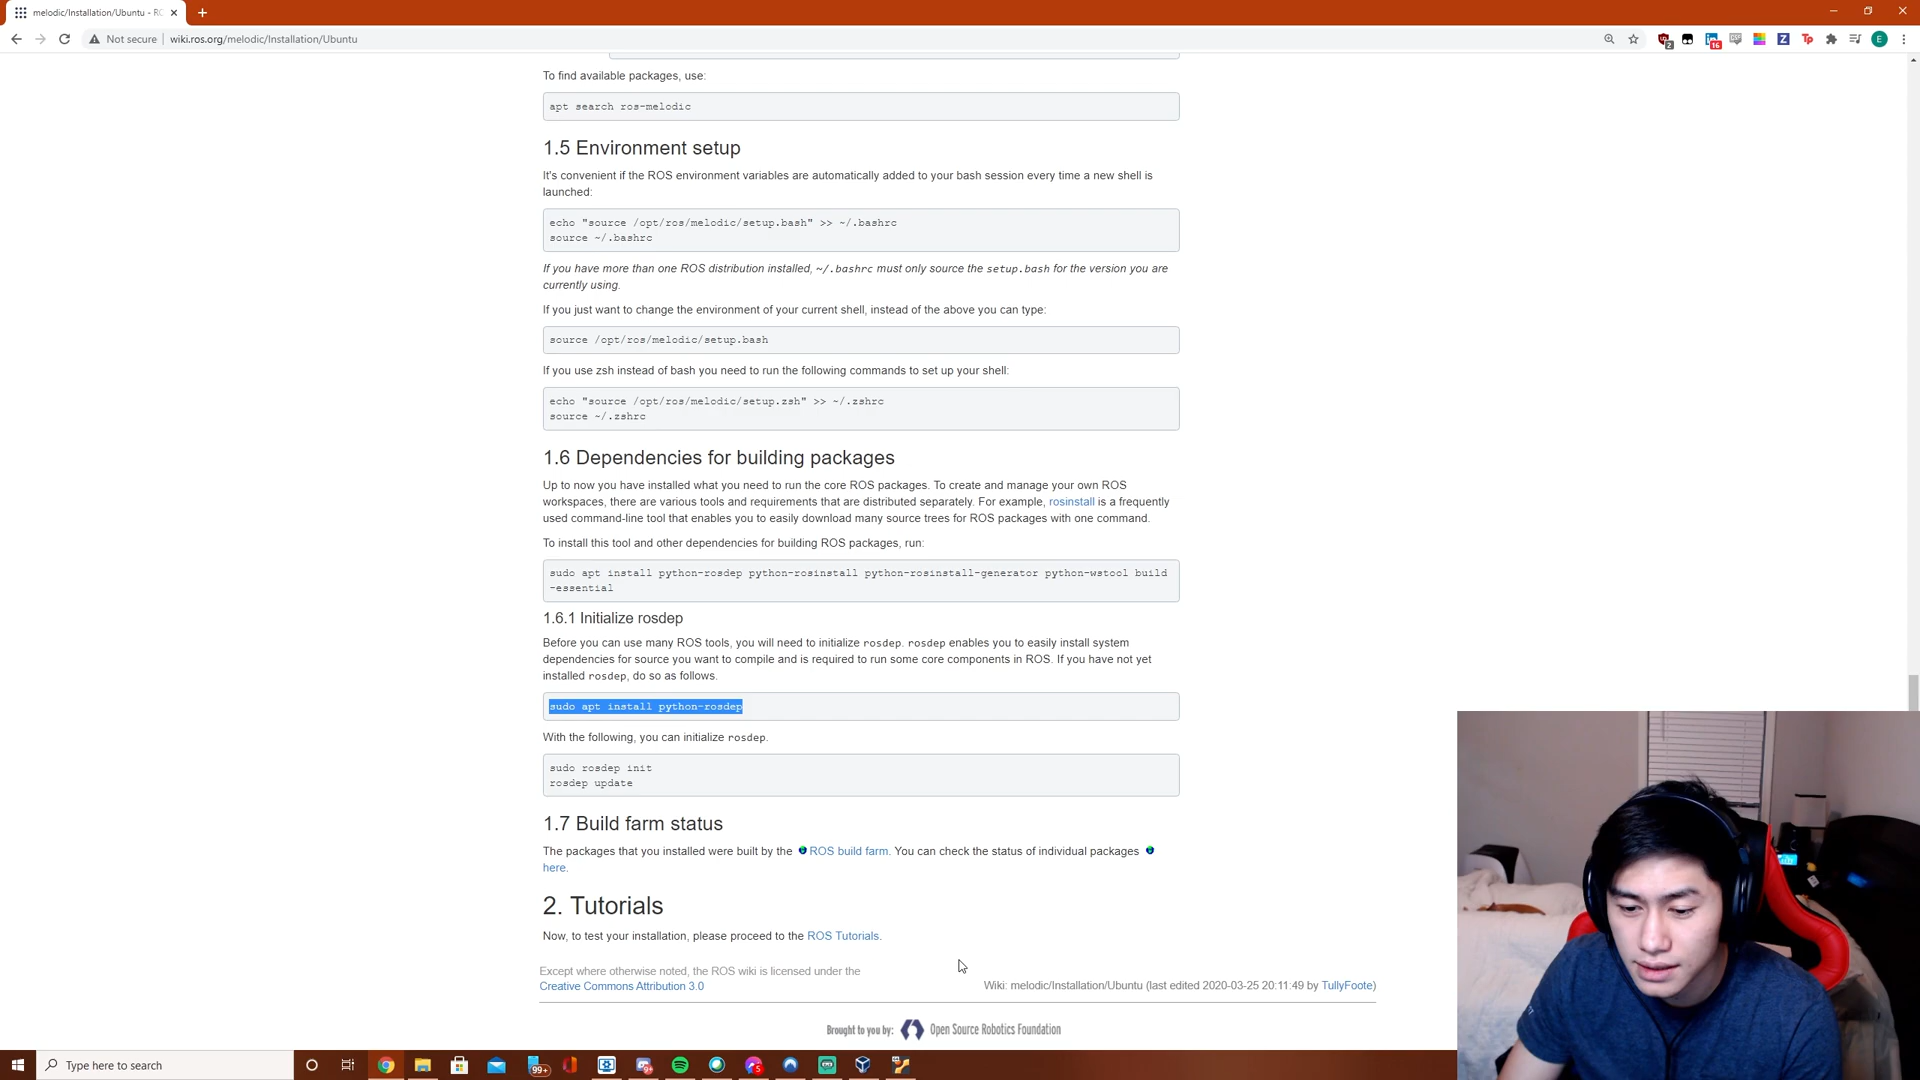 melodic/Installation/Ubuntu - RO
Not secure
wiki.ros.org/melodic/Installation/Ubuntu
2
16
Z
Tp
E
To find available packages, use:
apt search ros-melodic
1.5 Environment setup
It's convenient if the ROS environment variables are automatically added to your bash session every time a new shell is
launched:
echo "source /opt/ros/melodic/setup.bash" >> ~/.bashrc
source ~/.bashrc
If you have more than one ROS distribution installed, ~/.bashrc must only source the setup.bash for the version you are
currently using.
If you just want to change the environment of your current shell, instead of the above you can type:
source /opt/ros/melodic/setup.bash
If you use zsh instead of bash you need to run the following commands to set up your shell:
echo "source /opt/ros/melodic/setup.zsh" >> ~/.zshrc
source ~/.zshrc
1.6 Dependencies for building packages
Up to now you have installed what you need to run the core ROS packages. To create and manage your own ROS
workspaces, there are various tools and requirements that are distributed separately. For example, rosinstall is a frequently
used command-line tool that enables you to easily download many source trees for ROS packages with one command.
To install this tool and other dependencies for building ROS packages, run:
sudo apt install python-rosdep python-rosinstall python-rosinstall-generator python-wstool build
-essential
1.6.1 Initialize rosdep
Before you can use many ROS tools, you will need to initialize rosdep. rosdep enables you to easily install system
dependencies for source you want to compile and is required to run some core components in ROS. If you have not yet
installed rosdep, do so as follows.
sudo apt install python-rosdep
With the following, you can initialize rosdep.
sudo rosdep init
rosdep update
1.7 Build farm status
The packages that you installed were built by the ROS build farm. You can check the status of individual packages
here.
2. Tutorials
Now, to test your installation, please proceed to the ROS Tutorials.
Except where otherwise noted, the ROS wiki is licensed under the
Creative Commons Attribution 3.0
Wiki: melodic/Installation/Ubuntu (last edited 2020-03-25 20:11:49 by TullyFoote)
Brought to you by: Open Source Robotics Foundation
Type here to search
99+
9+
5